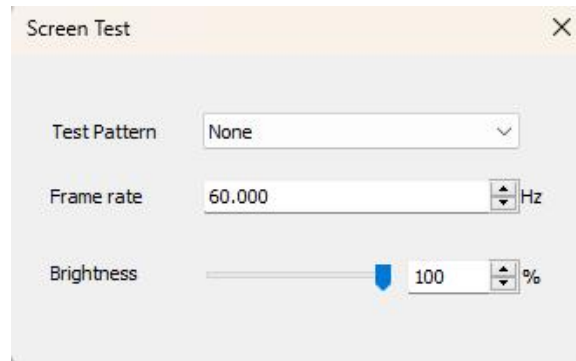 Screen Test
Test Pattern None
Frame rate 60.000 Hz
Brightness 100 %